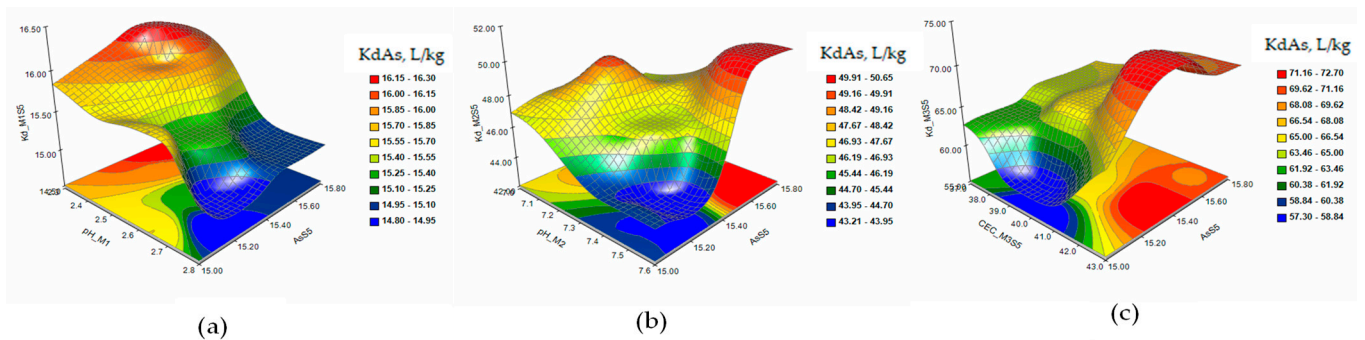 16.50
16.00
15.50
15.00
Kd_M1S5
2.4
2.5
2.6
2.7
2.8
pH_M1
15.00
15.20
15.40
15.60
15.80
AsS5
KdAs, L/kg
16.15 - 16.30
16.00 - 16.15
15.85 - 16.00
15.70 - 15.85
15.55 - 15.70
15.40 - 15.55
15.25 - 15.40
15.10 - 15.25
14.95 - 15.10
14.80 - 14.95
(a)
52.00
50.00
48.00
46.00
44.00
Kd_M2S5
7.1
7.2
7.3
7.4
7.5
7.6
pH_M2
15.00
15.20
15.40
15.60
15.80
AsS5
KdAs, L/kg
49.91 - 50.65
49.16 - 49.91
48.42 - 49.16
47.67 - 48.42
46.93 - 47.67
46.19 - 46.93
45.44 - 46.19
44.70 - 45.44
43.95 - 44.70
43.21 - 43.95
(b)
75.00
70.00
65.00
60.00
Kd_M3S5
38.0
39.0
40.0
41.0
42.0
43.0
CEC_M3S5
15.00
15.20
15.40
15.60
15.80
AsS5
KdAs, L/kg
71.16 - 72.70
69.62 - 71.16
68.08 - 69.62
66.54 - 68.08
65.00 - 66.54
63.46 - 65.00
61.92 - 63.46
60.38 - 61.92
58.84 - 60.38
57.30 - 58.84
(c)